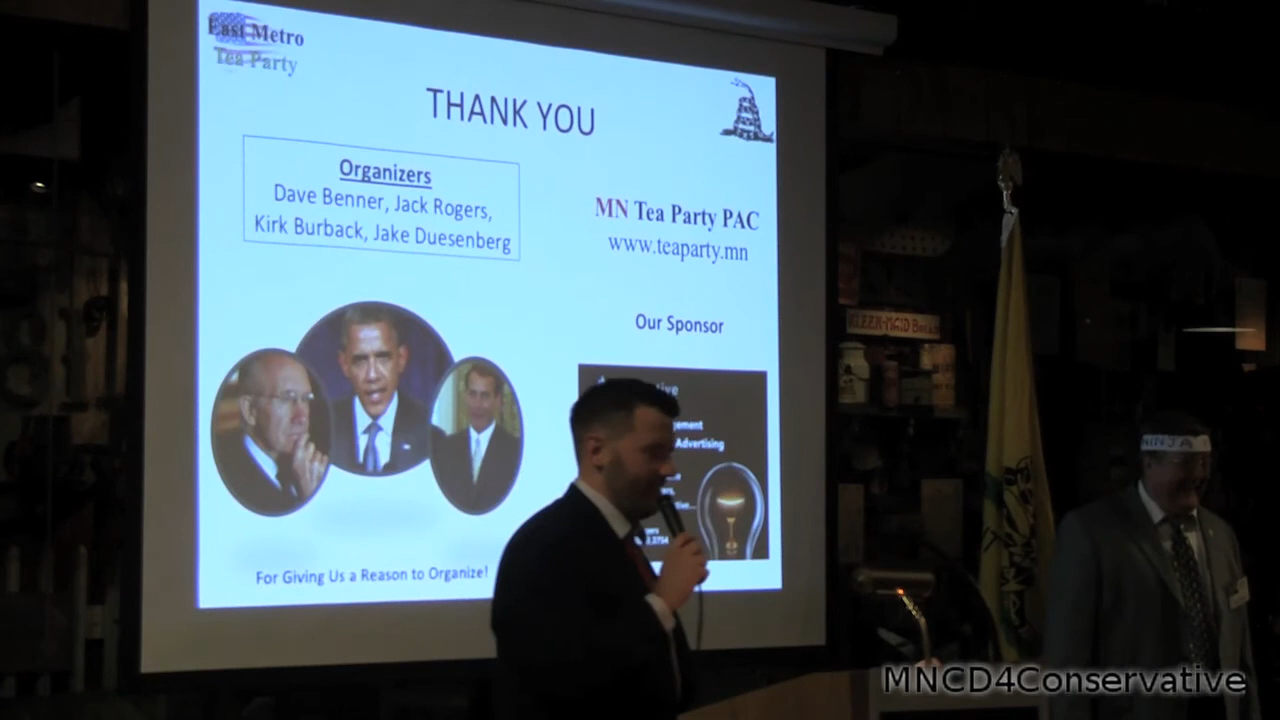 East Metro
Tea Party
THANK YOU
Organizers
Dave Benner, Jack Rogers,
Kirk Burback, Jake Duesenberg
MN Tea Party PAC
www.teaparty.mn
Our Sponsor
Advertising
For Giving Us a Reason to Organize!
NINJA
MNCD4Conservative